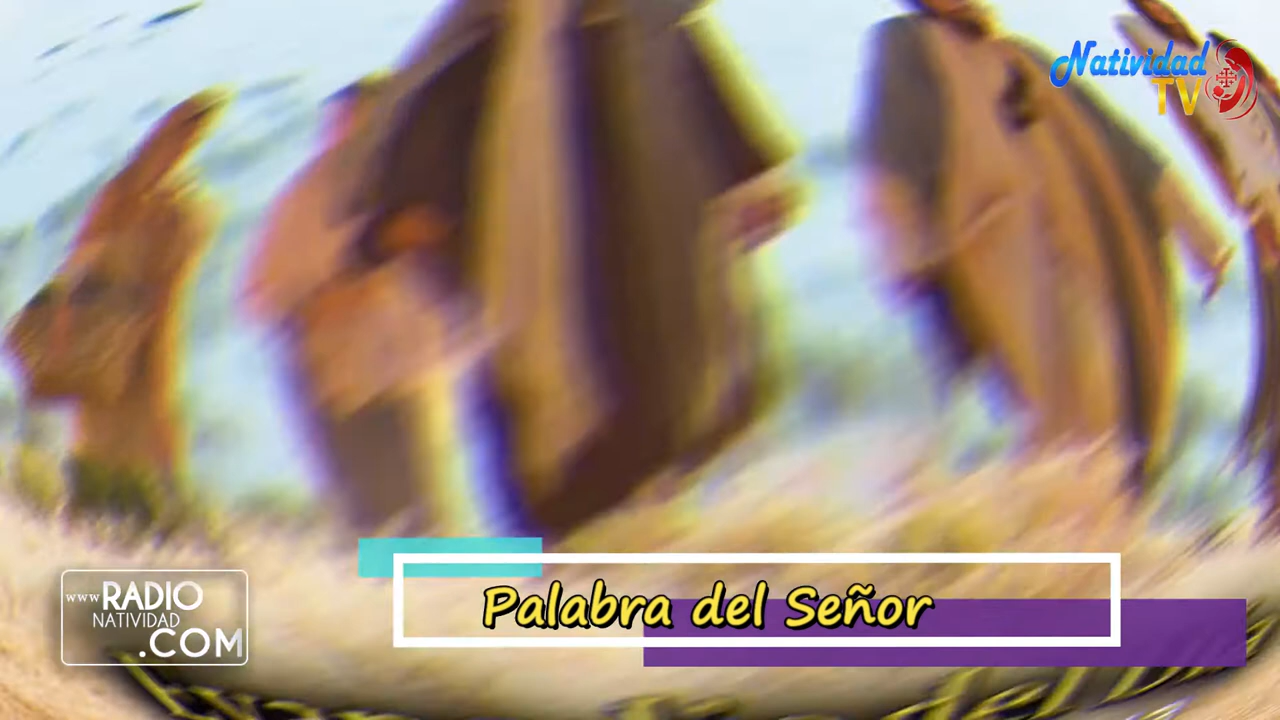 Natividad
TV
Palabra del Señor
www RADIO
NATIVIDAD
.COM